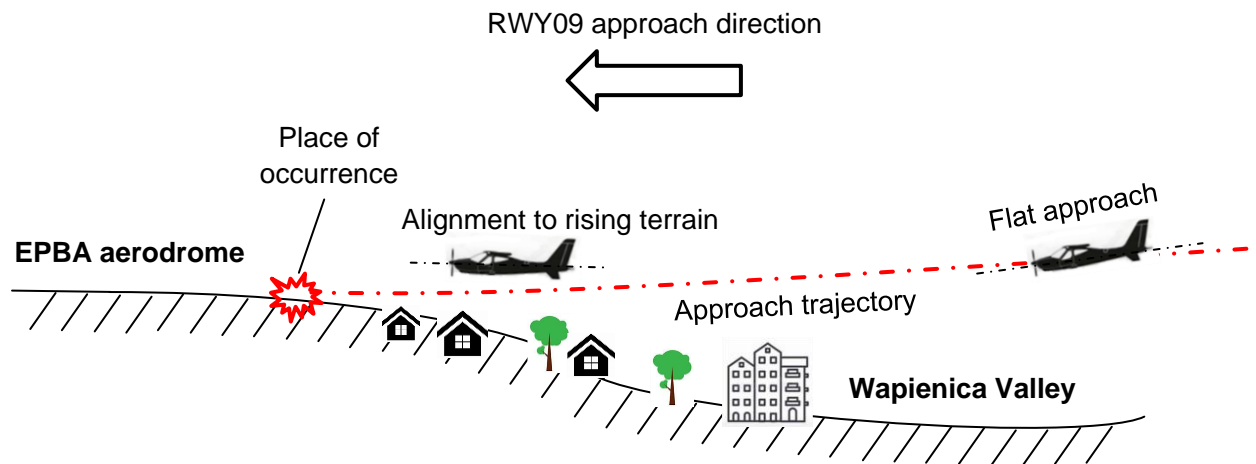 RWY09 approach direction
Place of
occurrence
Alignment to rising terrain
Flat approach
EPBA aerodrome
Approach trajectory
Wapienica Valley